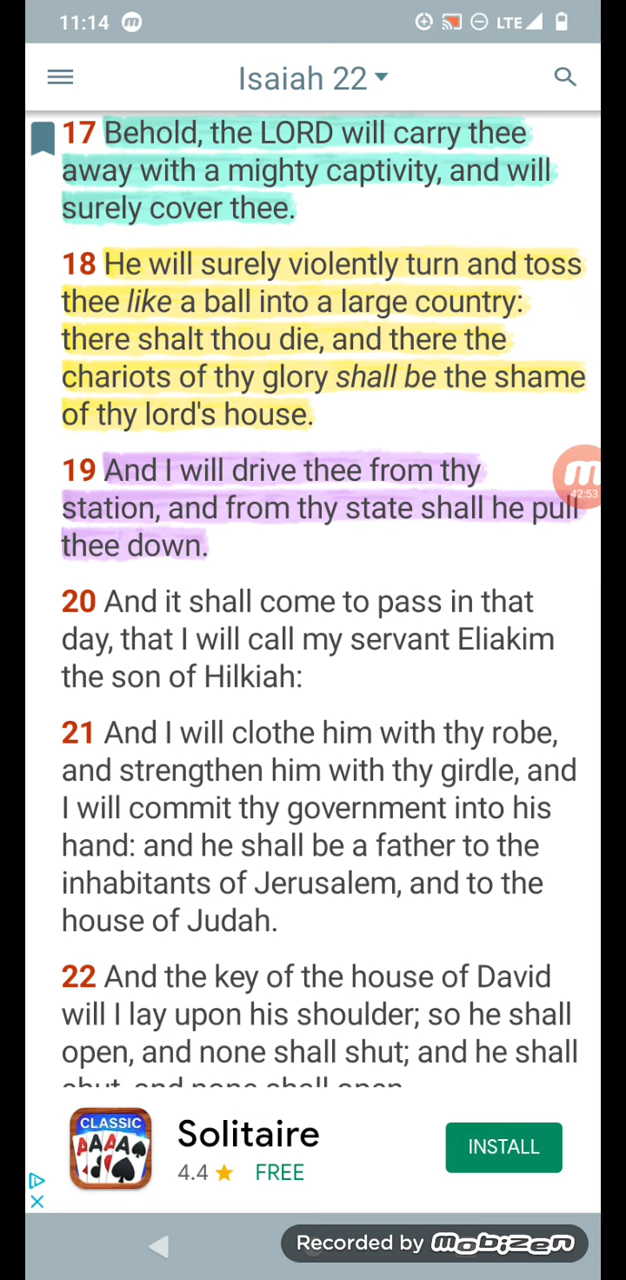 11:14 m LTE
Isaiah 22
17 Behold, the LORD will carry thee
away with a mighty captivity, and will
surely cover thee.
18 He will surely violently turn and toss
thee like a ball into a large country:
there shalt thou die, and there the
chariots of thy glory shall be the shame
of thy lord's house.
19 And I will drive thee from thy
station, and from thy state shall he pull
thee down.
m
42:53
20 And it shall come to pass in that
day, that I will call my servant Eliakim
the son of Hilkiah:
21 And I will clothe him with thy robe,
and strengthen him with thy girdle, and
I will commit thy government into his
hand: and he shall be a father to the
inhabitants of Jerusalem, and to the
house of Judah.
22 And the key of the house of David
will I lay upon his shoulder; so he shall
open, and none shall shut; and he shall
shut, and none shall open.
CLASSIC
A A A A
Solitaire
4.4 ★ FREE
INSTALL
Recorded by mobizen